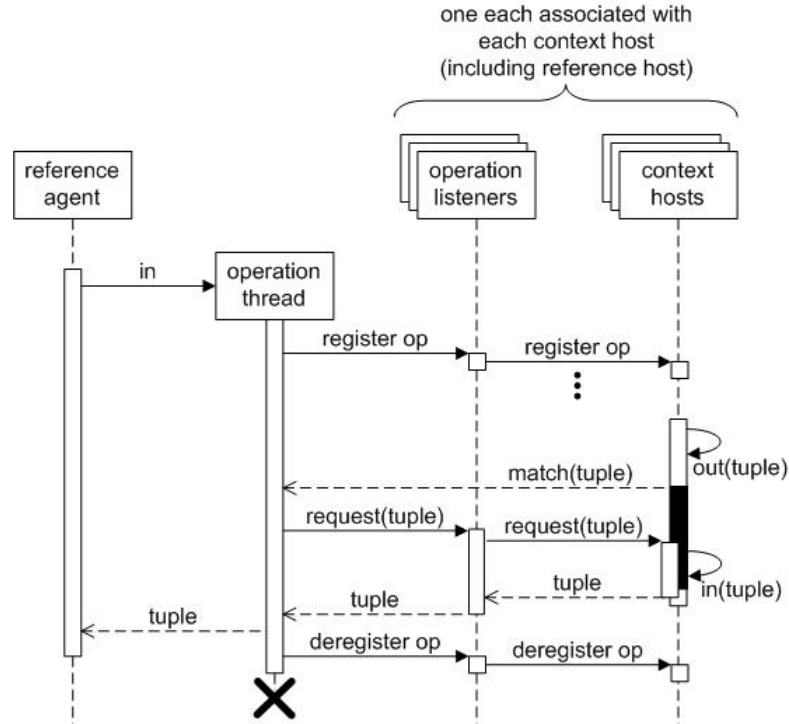 one each associated with
each context host
(including reference host)
reference
agent
operation
listeners
context
hosts
in
operation
thread
register op
register op
out(tuple)
match(tuple)
request(tuple)
request(tuple)
in(tuple)
tuple
tuple
tuple
deregister op
deregister op